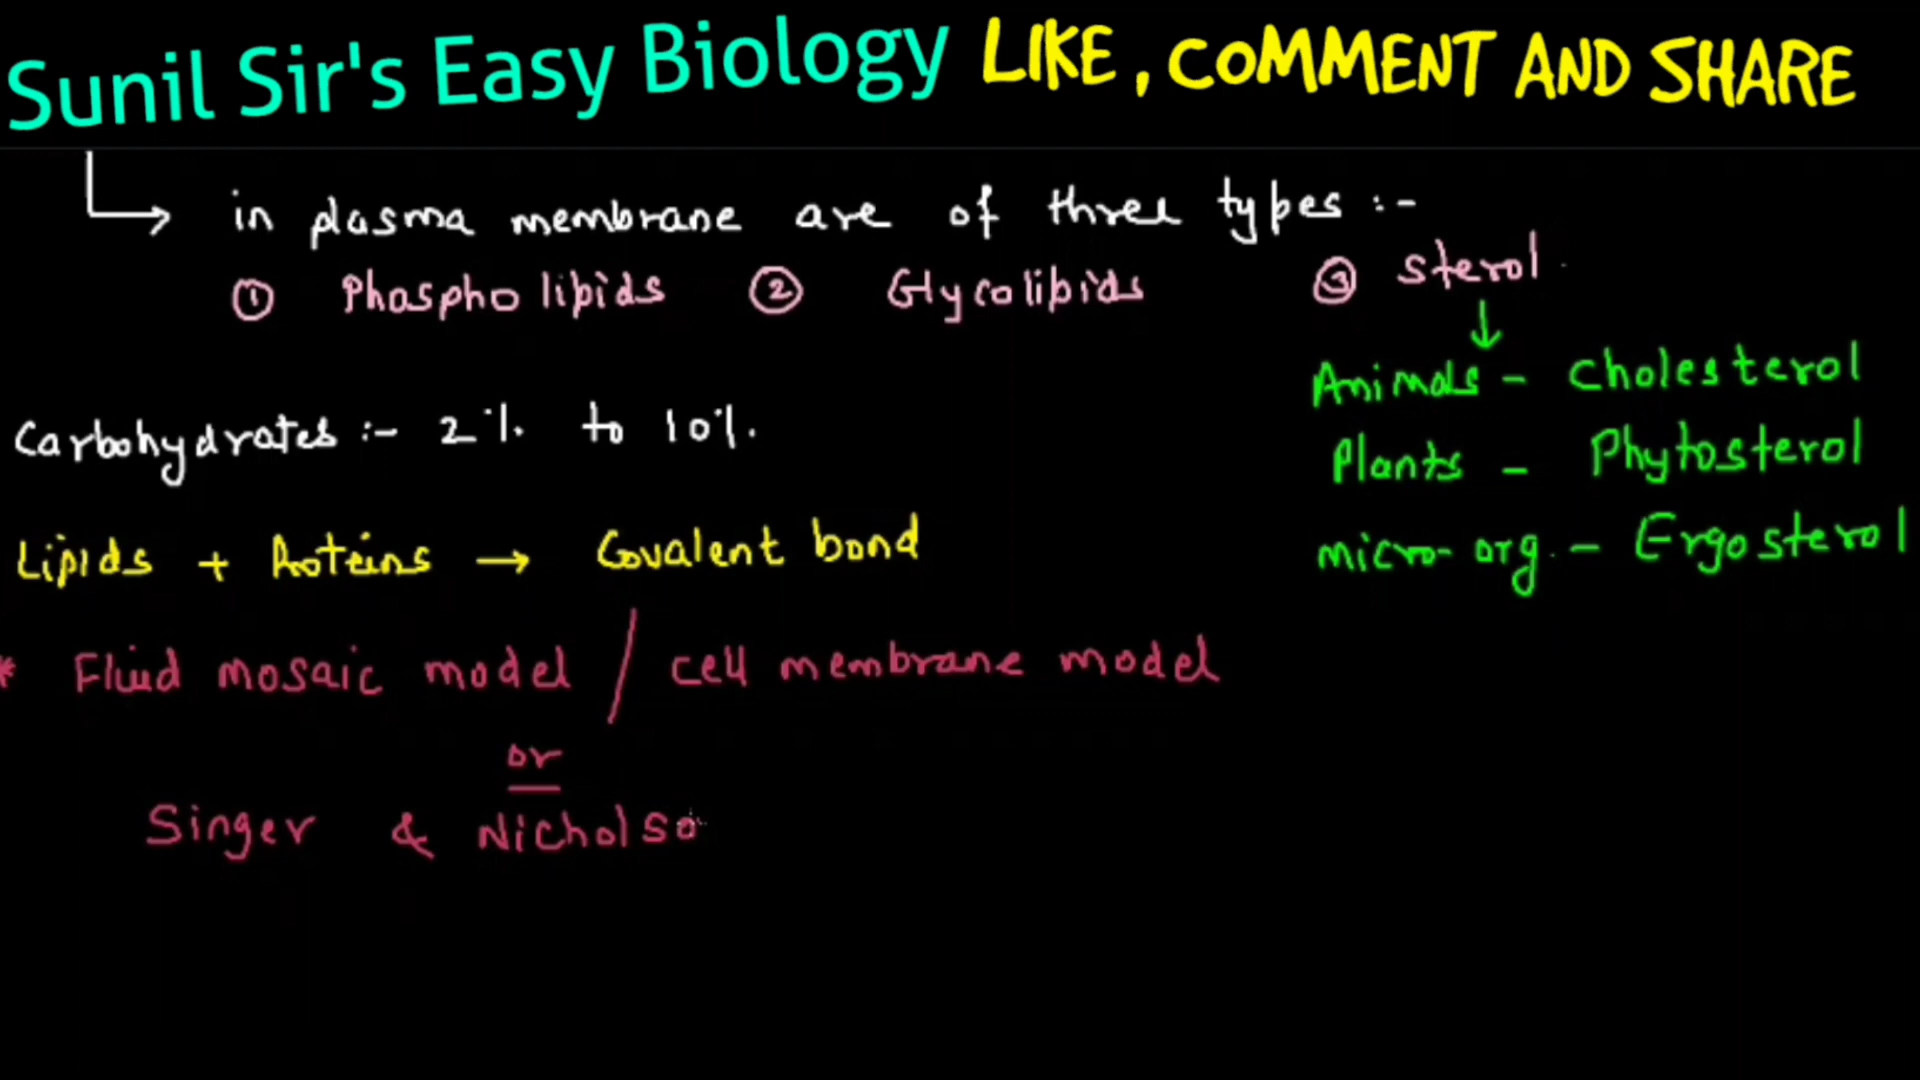 Sunil Sir's Easy Biology LIKE, COMMENT AND SHARE
in plasma membrane are of three types :-
① Phospholipids ② Glycolipids ③ sterol
Animals - cholesterol
Carbohydrates :- 2% to 10%.
Plants - Phytosterol
micro-org. - Ergosterol
Lipids + Proteins → Covalent bond
* Fluid mosaic model / cell membrane model
or
Singer & Nicholso